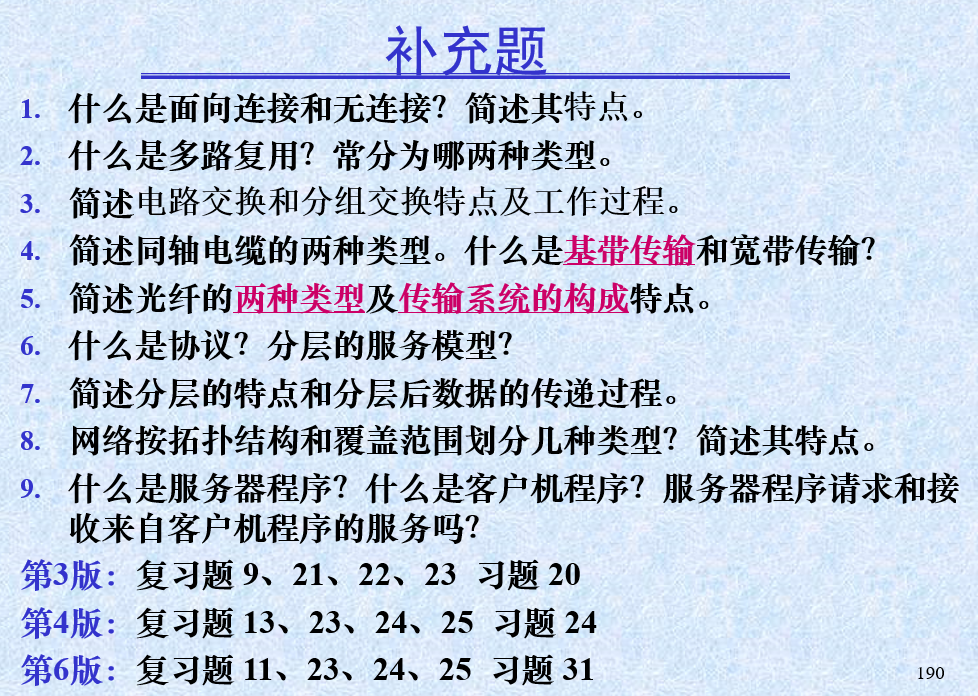 补充题
1. 什么是面向连接和无连接？简述其特点。
2. 什么是多路复用？常分为哪两种类型。
3. 简述电路交换和分组交换特点及工作过程。
4. 简述同轴电缆的两种类型。什么是基带传输和宽带传输？
5. 简述光纤的两种类型及传输系统的构成特点。
6. 什么是协议？分层的服务模型？
7. 简述分层的特点和分层后数据的传递过程。
8. 网络按拓扑结构和覆盖范围划分几种类型？简述其特点。
9. 什么是服务器程序？什么是客户机程序？服务器程序请求和接
收来自客户机程序的服务吗？
第3版：复习题 9、21、22、23 习题 20
第4版：复习题 13、23、24、25 习题 24
第6版：复习题 11、23、24、25 习题 31
190